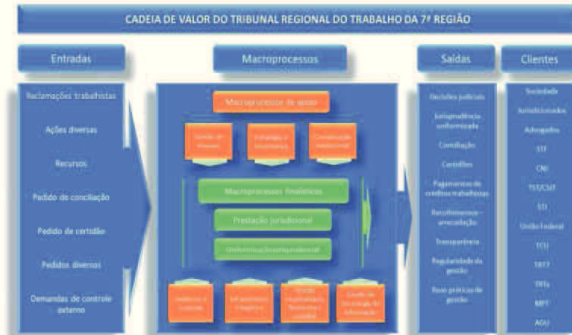 CADEIA DE VALOR DO TRIBUNAL REGIONAL DO TRABALHO DA 7ª REGIÃO
Entradas
Reclamações trabalhistas
Ações diversas
Recursos
Pedido de conciliação
Pedido de certidão
Pedidos diversos
Demandas de controle
externo
Macroprocessos
Macroprocessos de apoio
Macroprocessos finalísticos
Prestação jurisdicional
Uniformização jurisprudencial
Saídas
Decisões judiciais
Jurisprudência
uniformizada
Conciliação
Certidões
Pagamentos de
créditos trabalhistas
Recolhimentos -
arrecadação
Transparência
Regularidade da
gestão
Boas práticas de
gestão
Clientes
Sociedade
Jurisdicionados
Advogados
STF
CNJ
TST/CSJT
STJ
União Federal
TCU
TRT7
TRTs
MPT
AGU